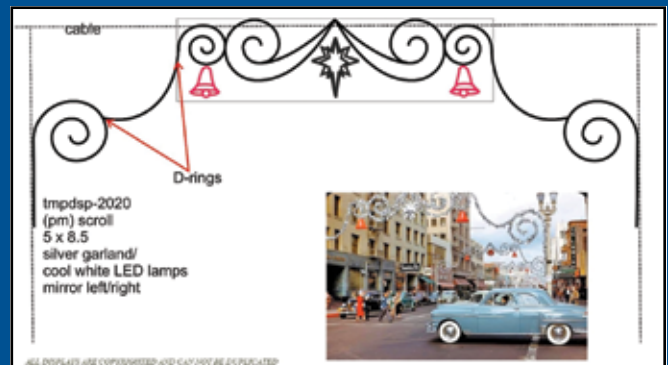 cable
D-rings
tmpdsp-2020
(pm) scroll
5 x 8.5
silver garland/
cool white LED lamps
mirror left/right
ALL DISPLAYS ARE COPYRIGHTED AND CAN NOT BE DUPLICATED